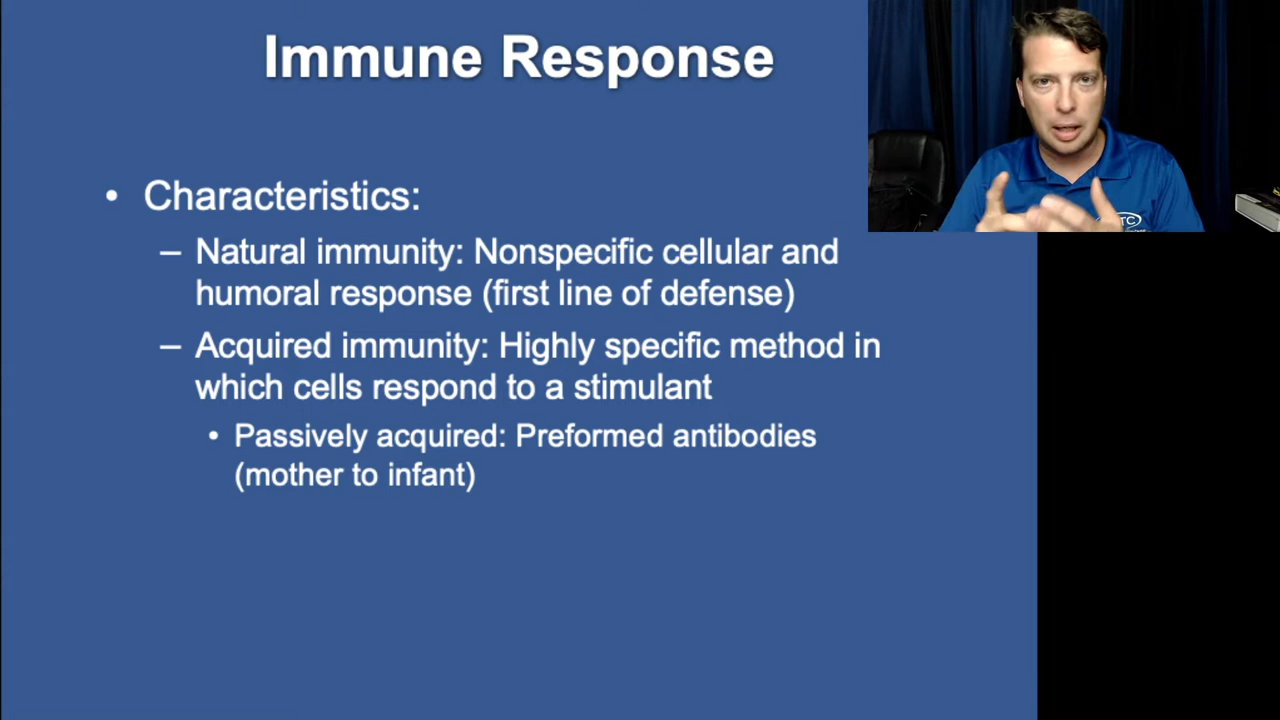 Immune Response
• Characteristics:
– Natural immunity: Nonspecific cellular and
humoral response (first line of defense)
– Acquired immunity: Highly specific method in
which cells respond to a stimulant
• Passively acquired: Preformed antibodies
(mother to infant)
TC